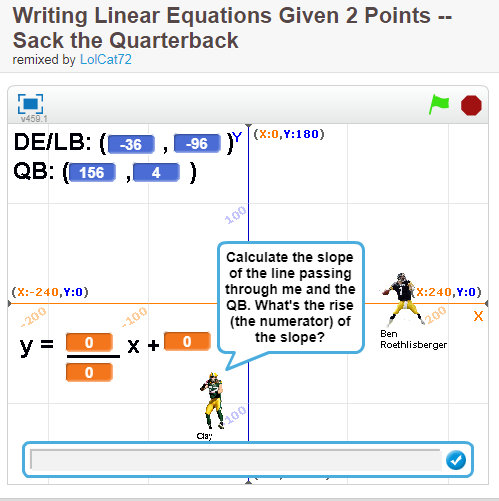 Writing Linear Equations Given 2 Points --
Sack the Quarterback
remixed by LolCat72
v459.1
DE/LB: ( -36 , -96 )
QB: ( 156 , 4 )
Y
(X:0,Y:180)
100
Calculate the slope
of the line passing
through me and the
QB. What's the rise
(the numerator) of
the slope?
(X:-240,Y:0)
(X:240,Y:0)
-200
-100
200
X
Ben
Roethlisberger
y = 0 x + 0
0
-100
Clay